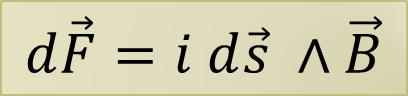 dF⃗ = i ds⃗ ∧ B⃗